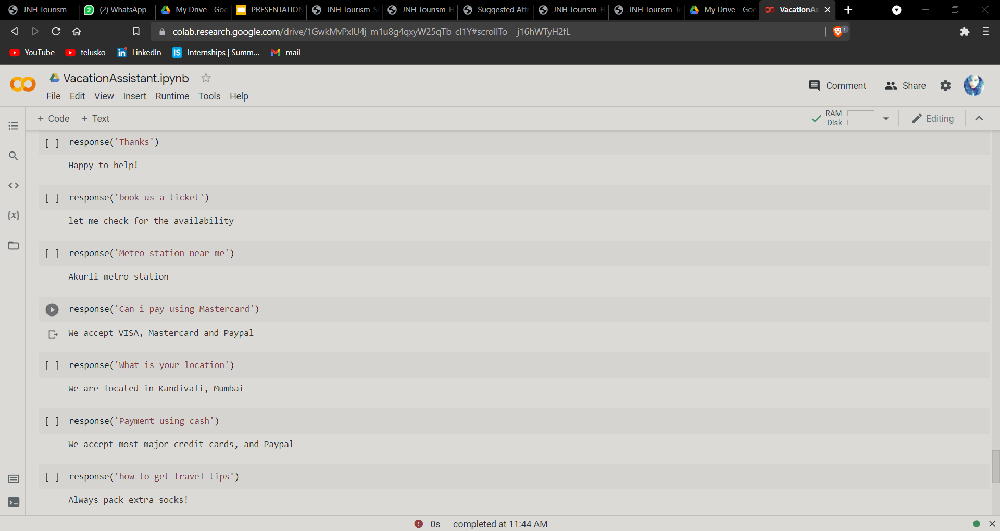 JNH Tourism
(2) WhatsApp
My Drive - Goo
PRESENTATION
JNH Tourism-S
JNH Tourism-H
Suggested Attr
JNH Tourism-Fl
JNH Tourism-To
My Drive - Goo
VacationAs
colab.research.google.com/drive/1GwkMvPxlU4j_m1u8g4qxyW25qTb_cI1Y#scrollTo=-j16hWTyH2fL
1
YouTube
telusko
LinkedIn
IS Internships | Summ...
mail
VacationAssistant.ipynb
Comment
Share
File Edit View Insert Runtime Tools Help
+ Code + Text
RAM
Disk
Editing
[ ] response('Thanks')
Happy to help!
[ ] response('book us a ticket')
let me check for the availability
[ ] response('Metro station near me')
Akurli metro station
response('Can i pay using Mastercard')
We accept VISA, Mastercard and Paypal
[ ] response('What is your location')
We are located in Kandivali, Mumbai
[ ] response('Payment using cash')
We accept most major credit cards, and Paypal
[ ] response('how to get travel tips')
Always pack extra socks!
0s completed at 11:44 AM